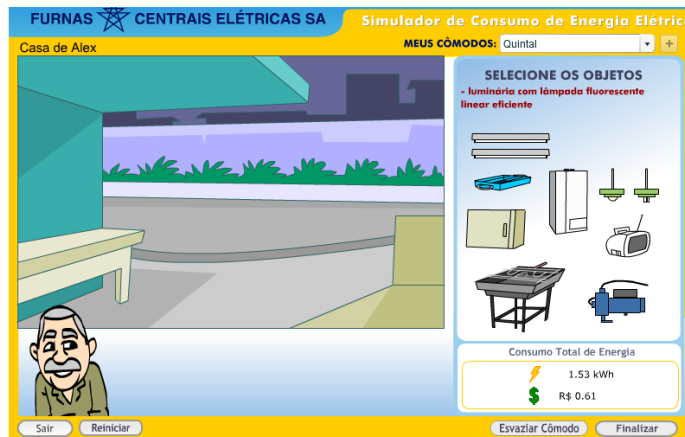 FURNAS CENTRAIS ELÉTRICAS SA
Simulador de Consumo de Energia Elétric
Casa de Alex
MEUS CÔMODOS: Quintal
+
SELECIONE OS OBJETOS
- luminária com lâmpada fluorescente
linear eficiente
Consumo Total de Energia
1.53 kWh
$ R$ 0.61
Sair Reiniciar Esvaziar Cômodo Finalizar